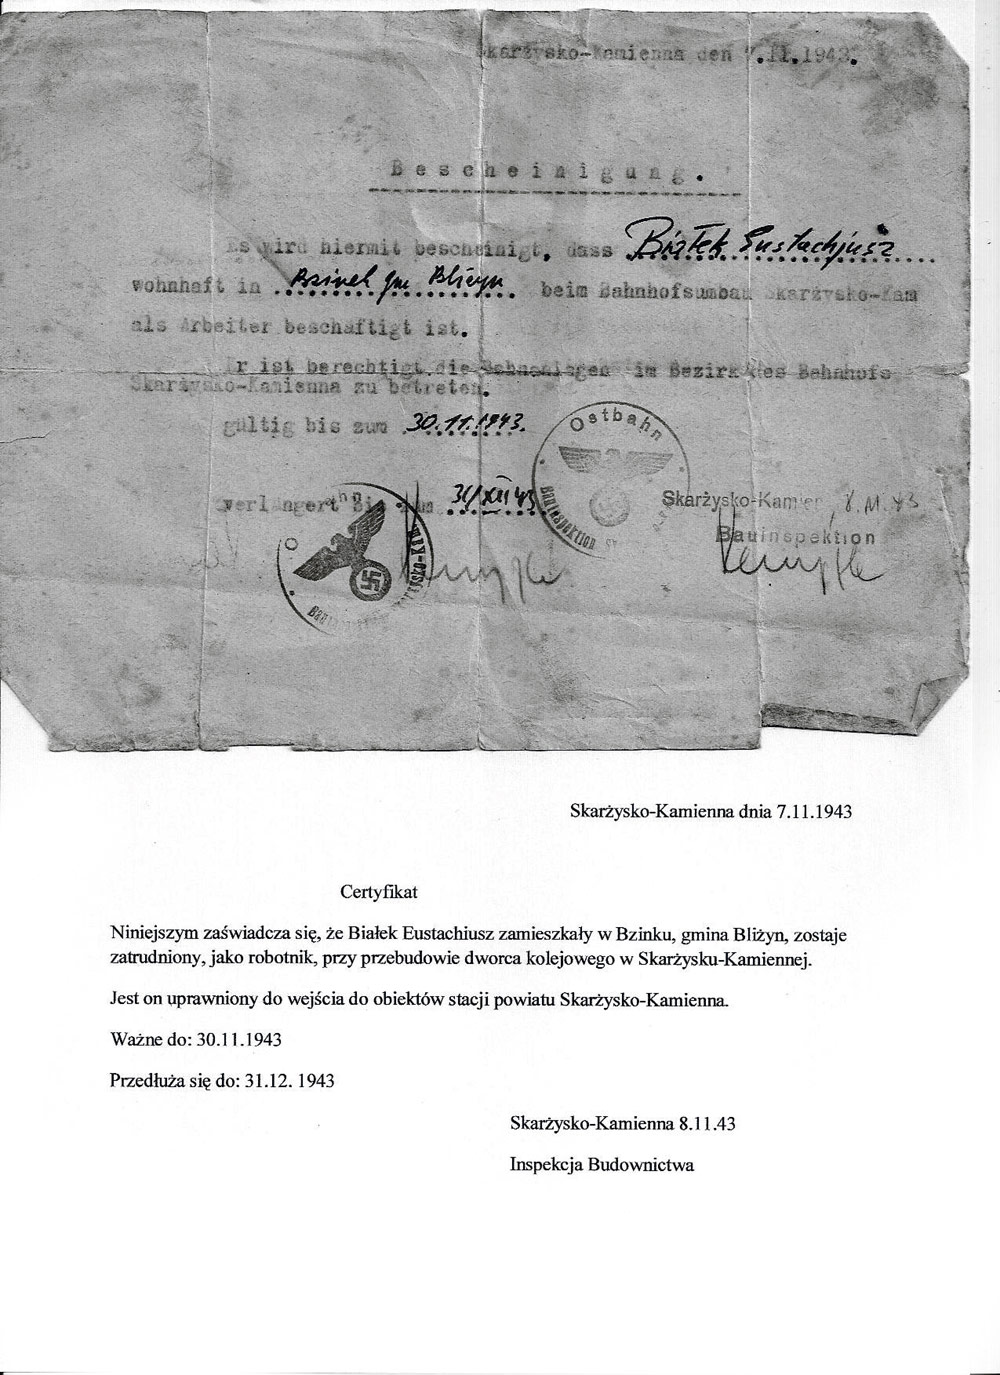 Skarżysko-Kamienna den 7.11.1943.
Bescheinigung.
Es wird hiermit bescheinigt, dass Białek Eustachjusz
wohnhaft in Bzinek gm Bliżyn beim Bahnhofsumbau Skarżysko-Kam
als Arbeiter beschäftigt ist.
Er ist berechtigt die Bahnanlagen im Bezirk des Bahnhofs
Skarżysko-Kamienna zu betreten.
gültig bis zum 30.11.1943.
Ostbahn
Bauinspektion
verlängert bis zum 31/XII 43
Skarżysko-Kamien, 8.11.43
Bauinspektion
Skarżysko-Kamienna dnia 7.11.1943
Certyfikat
Niniejszym zaświadcza się, że Białek Eustachiusz zamieszkały w Bzinku, gmina Bliżyn, zostaje
zatrudniony, jako robotnik, przy przebudowie dworca kolejowego w Skarżysku-Kamiennej.
Jest on uprawniony do wejścia do obiektów stacji powiatu Skarżysko-Kamienna.
Ważne do: 30.11.1943
Przedłuża się do: 31.12. 1943
Skarżysko-Kamienna 8.11.43
Inspekcja Budownictwa